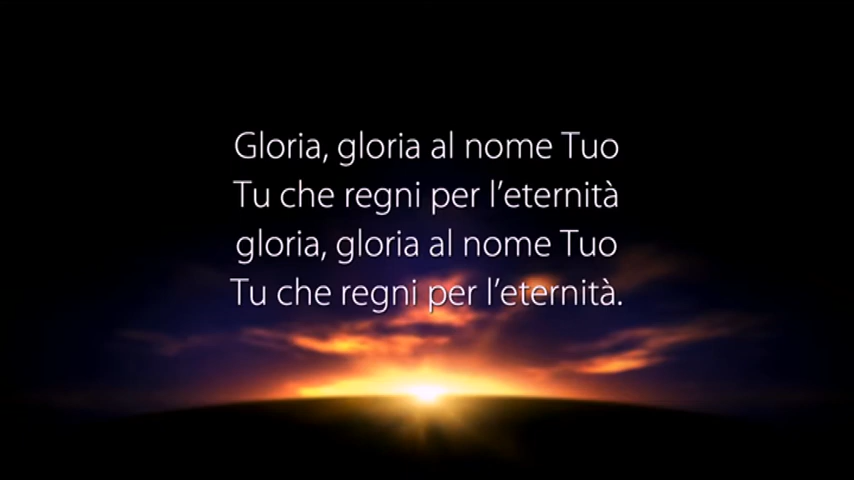 Gloria, gloria al nome Tuo
Tu che regni per l’eternità
gloria, gloria al nome Tuo
Tu che regni per l’eternità.